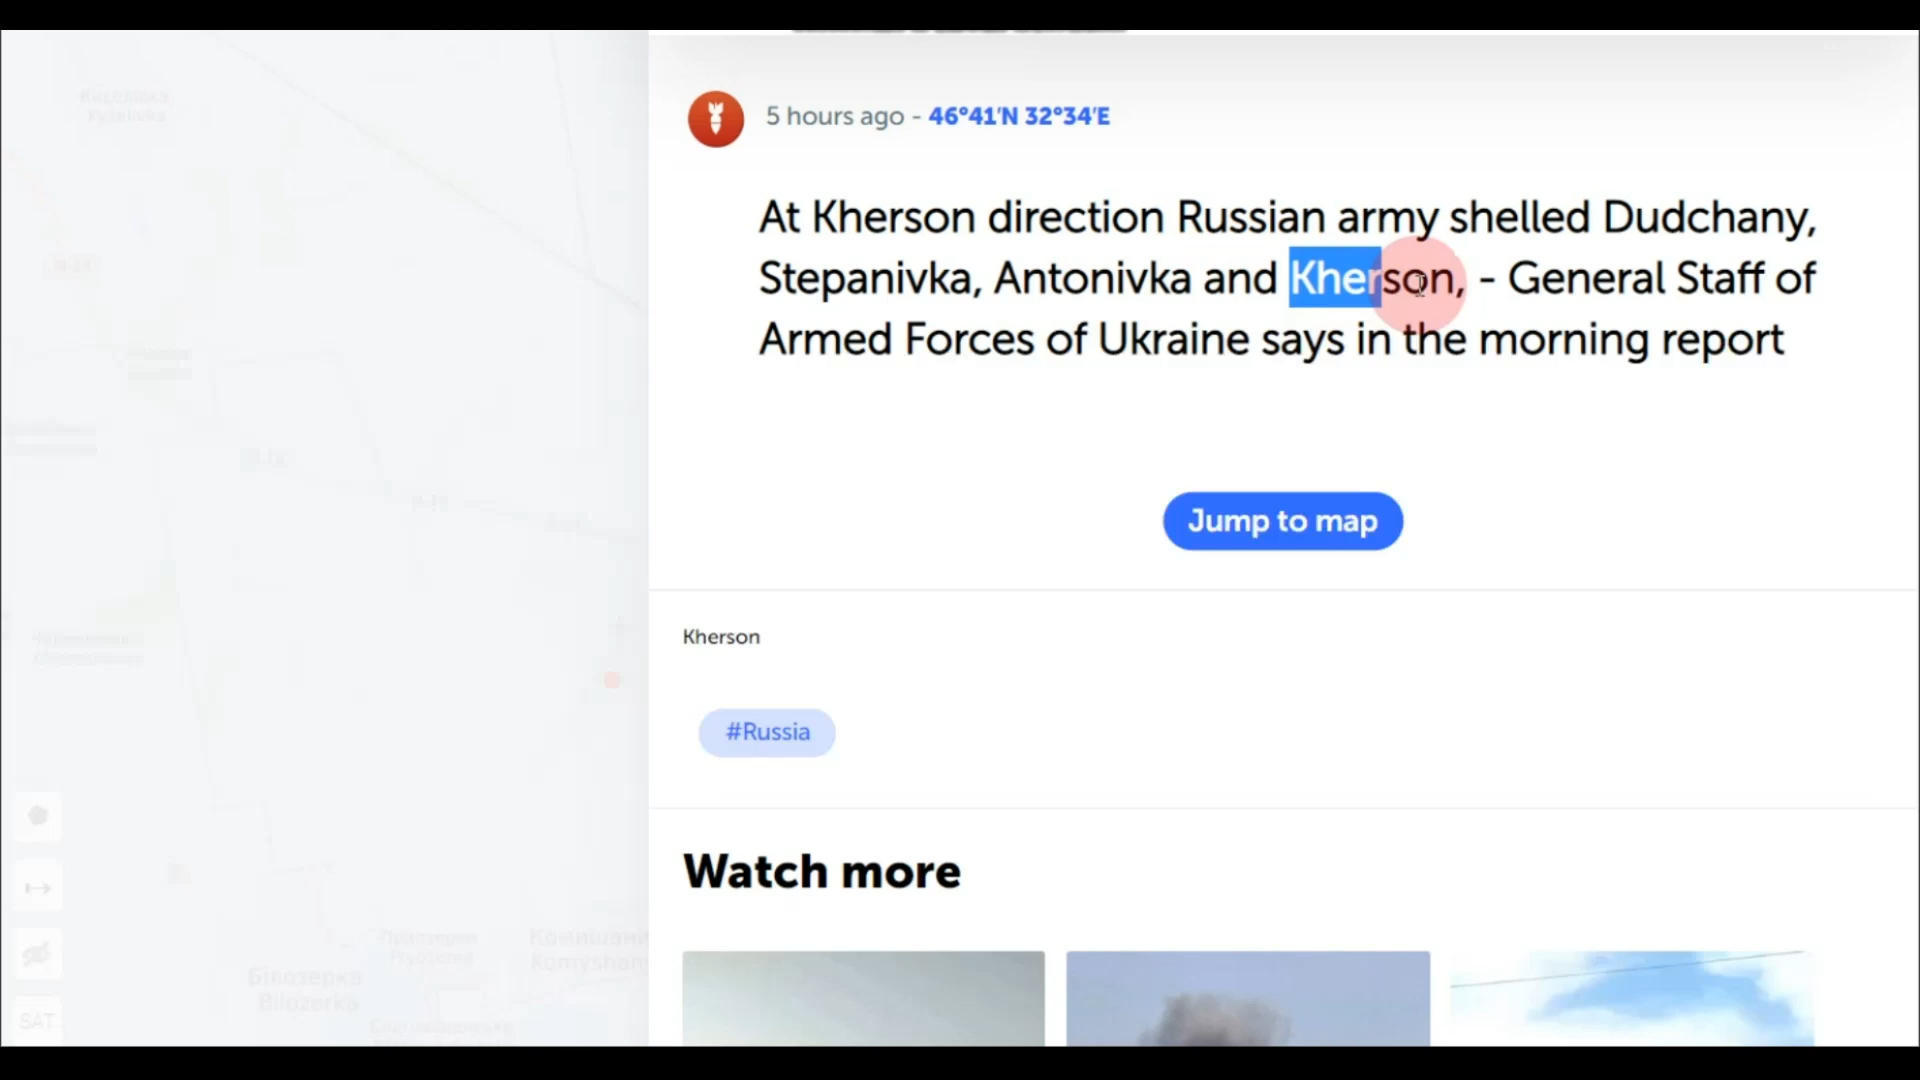 5 hours ago - 46°41'N 32°34'E
At Kherson direction Russian army shelled Dudchany,
Stepanivka, Antonivka and Kherson, - General Staff of
Armed Forces of Ukraine says in the morning report
Jump to map
Kherson
#Russia
Watch more
Білозерка
Bilozerka
SAT